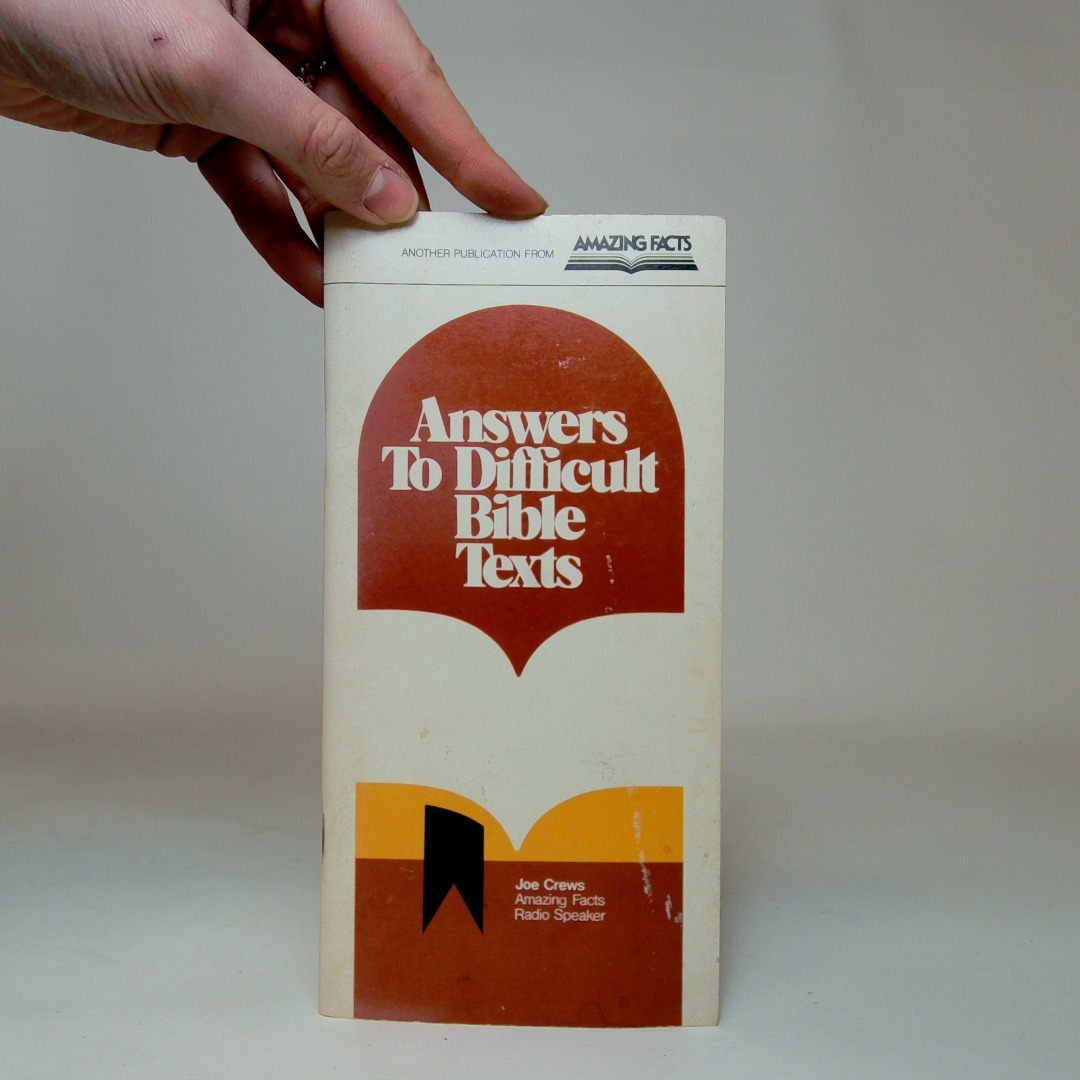 ANOTHER PUBLICATION FROM
AMAZING FACTS
Answers
To Difficult
Bible
Texts
Joe Crews
Amazing Facts
Radio Speaker